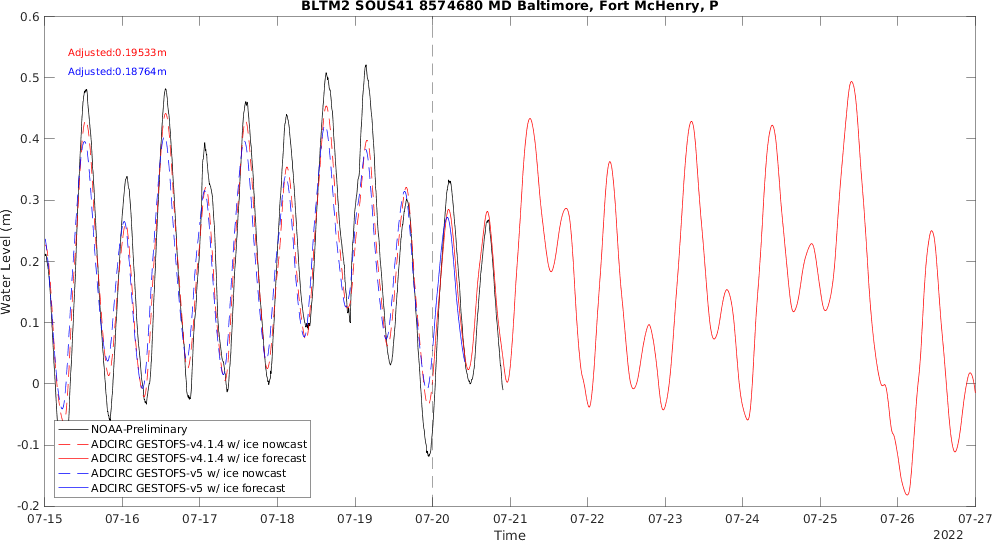 BLTM2 SOUS41 8574680 MD Baltimore, Fort McHenry, P
0.6
0.5
0.4
0.3
0.2
0.1
0
-0.1
-0.2
Water Level (m)
Adjusted:0.19533m
Adjusted:0.18764m
NOAA-Preliminary
ADCIRC GESTOFS-v4.1.4 w/ ice nowcast
ADCIRC GESTOFS-v4.1.4 w/ ice forecast
ADCIRC GESTOFS-v5 w/ ice nowcast
ADCIRC GESTOFS-v5 w/ ice forecast
07-15 07-16 07-17 07-18 07-19 07-20 07-21 07-22 07-23 07-24 07-25 07-26 07-27
Time
2022